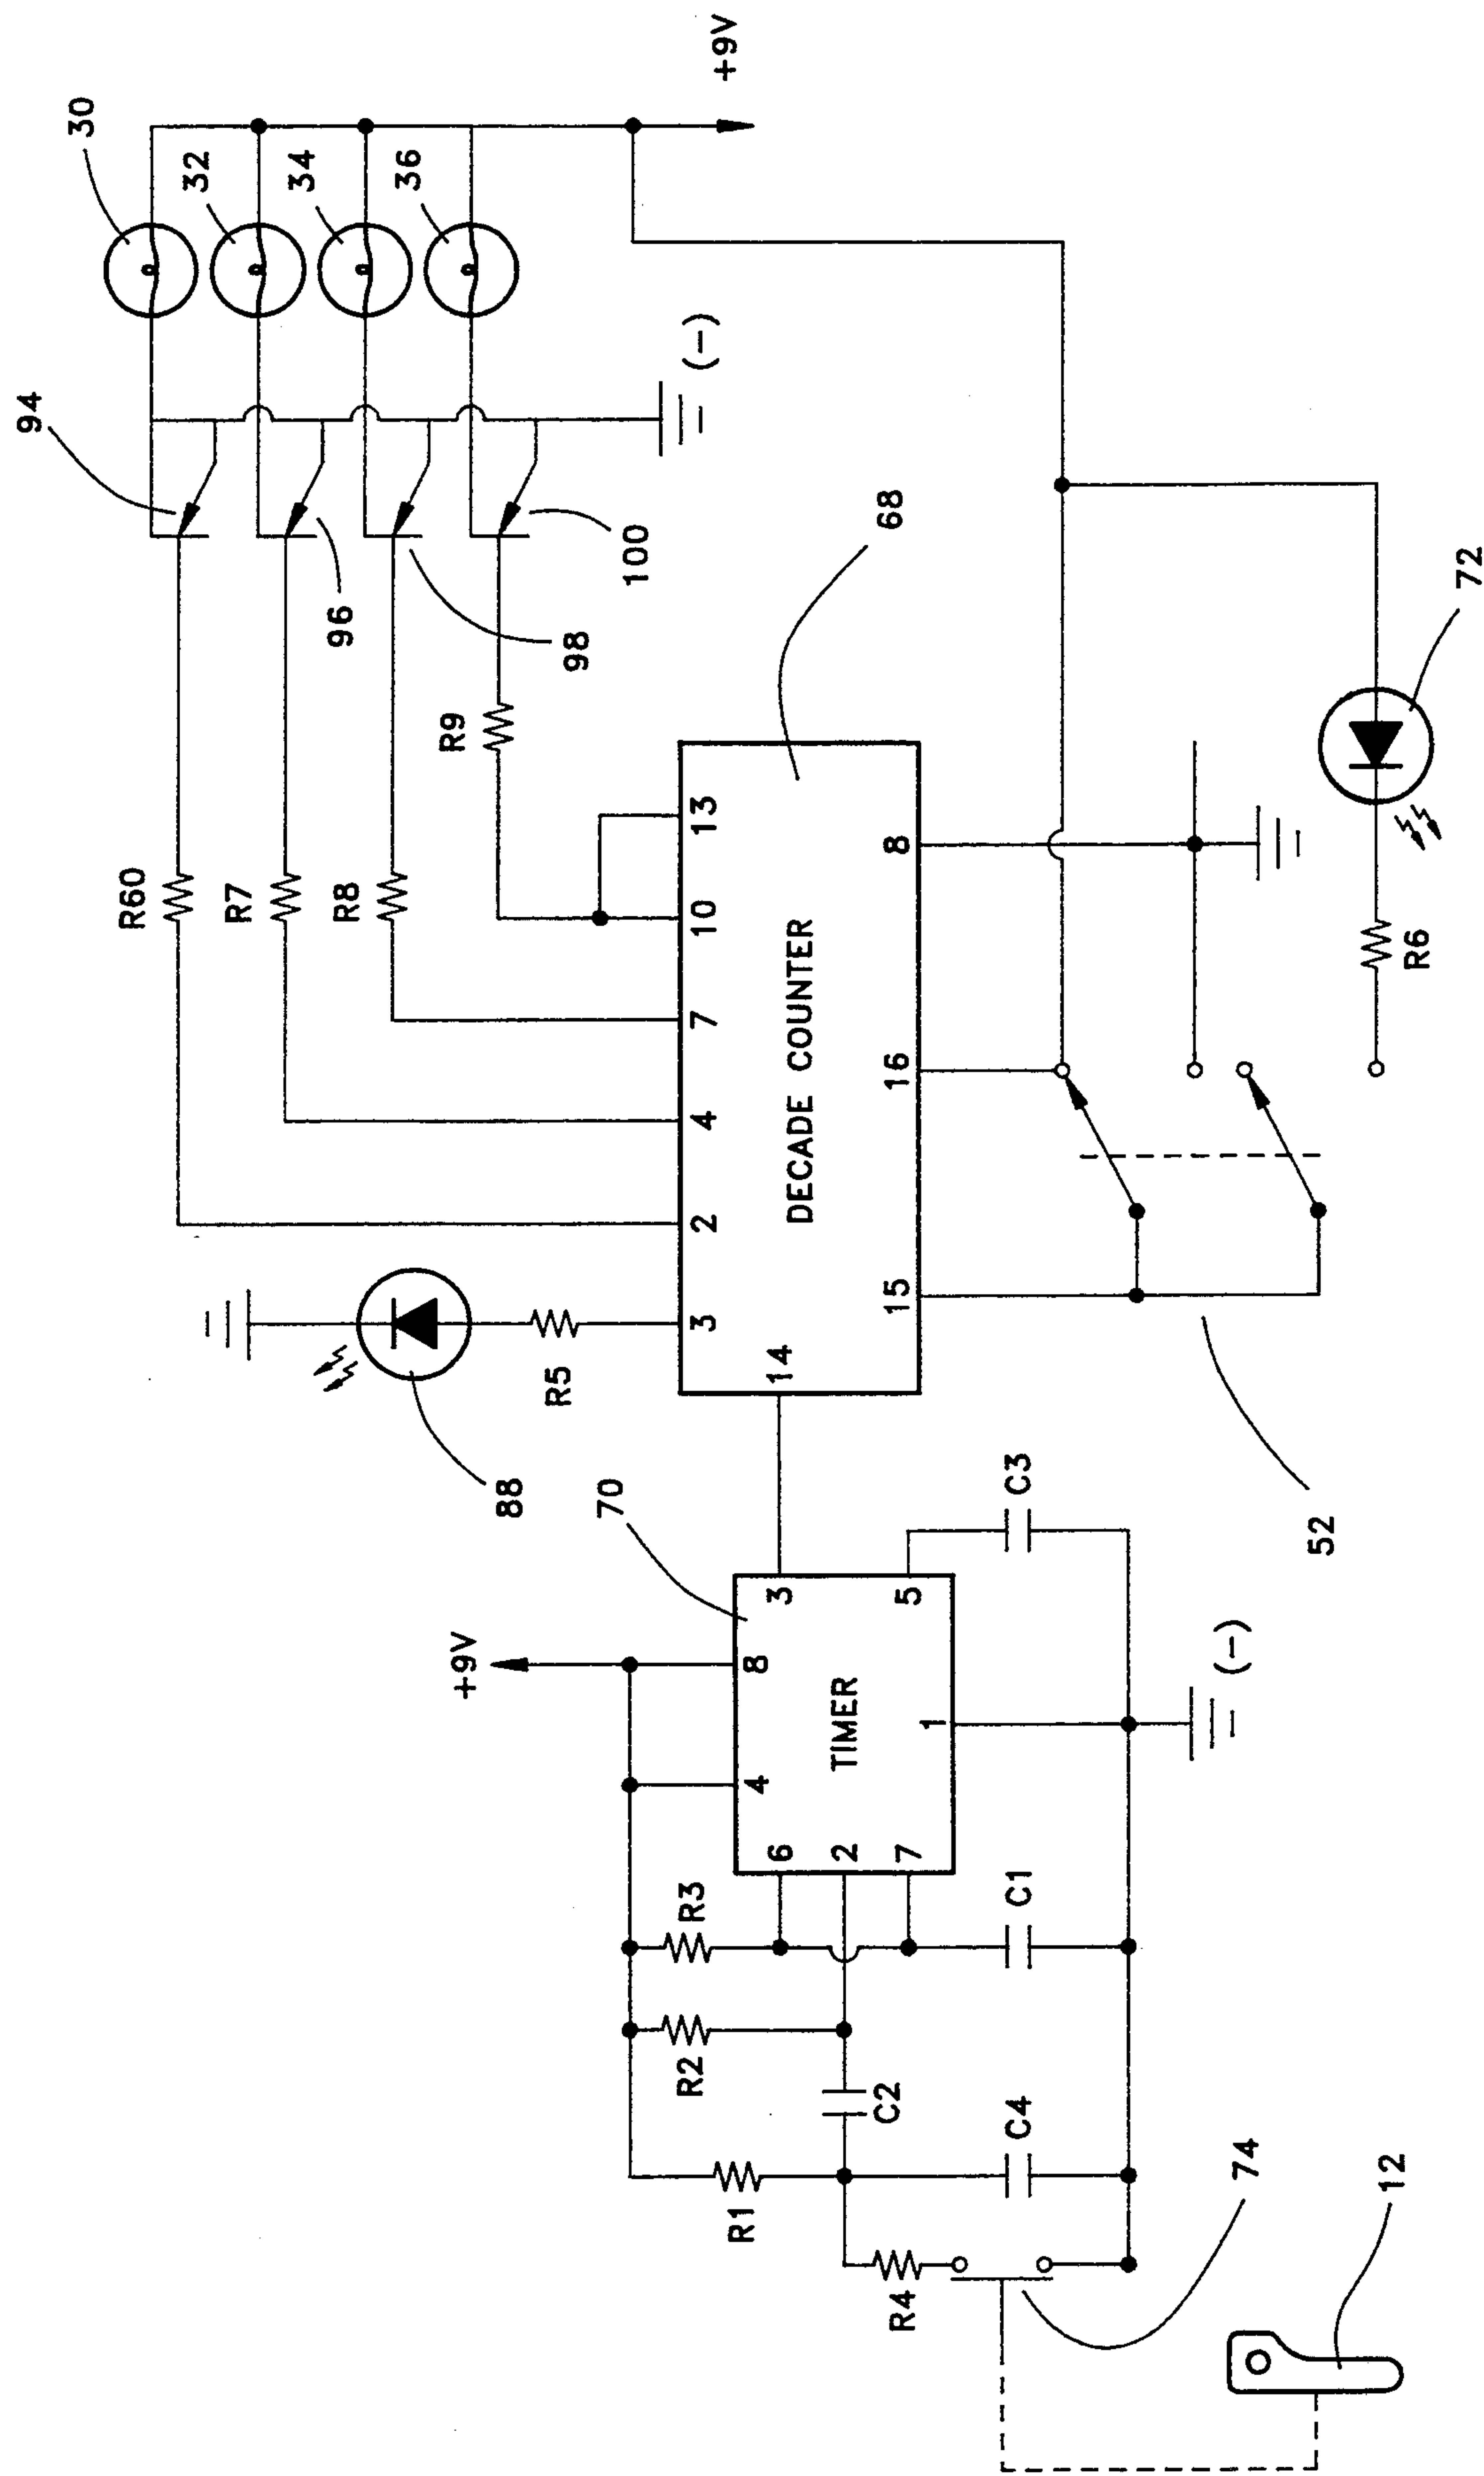 30
32
34
36
+9V
94
(-)
96
98
100
R60
R7
R8
R9
68
72
2
4
7
10
13
3
14
DECADE COUNTER
15
16
8
R6
R5
88
52
70
+9V
4
8
3
6
2
7
TIMER
1
5
C3
(-)
R3
R2
R1
C1
C2
C4
R4
74
12